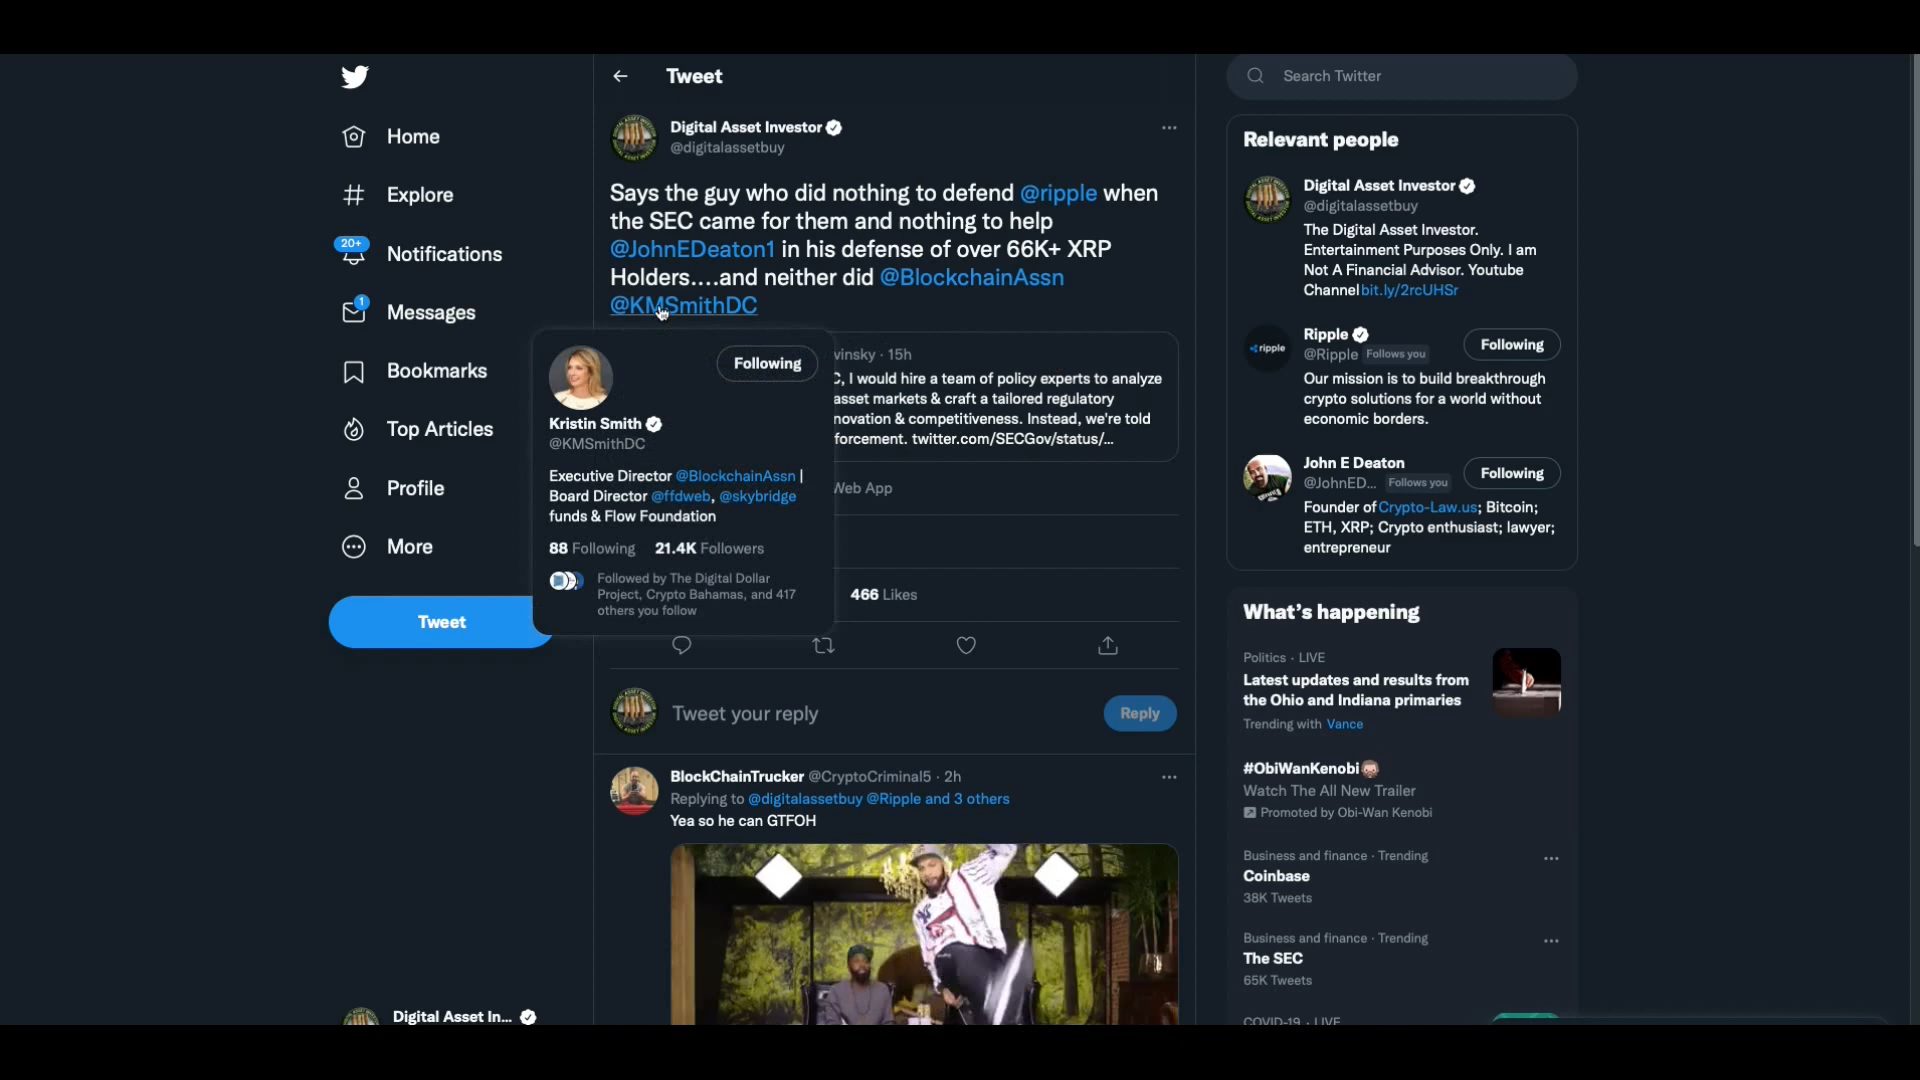 Home
Explore
20+
Notifications
1
Messages
Bookmarks
Top Articles
Profile
More
Tweet
Digital Asset In...
Tweet
Digital Asset Investor
@digitalassetbuy
Says the guy who did nothing to defend @ripple when
the SEC came for them and nothing to help
@JohnEDeaton1 in his defense of over 66K+ XRP
Holders....and neither did @BlockchainAssn
@KMSmithDC
Following
Kristin Smith
@KMSmithDC
Executive Director @BlockchainAssn |
Board Director @ffdweb, @skybridge
funds & Flow Foundation
88 Following 21.4K Followers
Followed by The Digital Dollar
Project, Crypto Bahamas, and 417
others you follow
vinsky · 15h
C, I would hire a team of policy experts to analyze
asset markets & craft a tailored regulatory
novation & competitiveness. Instead, we're told
forcement. twitter.com/SECGov/status/...
Web App
466 Likes
Tweet your reply
Reply
BlockChainTrucker @CryptoCriminal5 · 2h
Replying to @digitalassetbuy @Ripple and 3 others
Yea so he can GTFOH
Search Twitter
Relevant people
Digital Asset Investor
@digitalassetbuy
The Digital Asset Investor.
Entertainment Purposes Only. I am
Not A Financial Advisor. Youtube
Channel bit.ly/2rcUHSr
ripple
Ripple
@Ripple Follows you
Following
Our mission is to build breakthrough
crypto solutions for a world without
economic borders.
John E Deaton
@JohnED... Follows you
Following
Founder of Crypto-Law.us; Bitcoin;
ETH, XRP; Crypto enthusiast; lawyer;
entrepreneur
What's happening
Politics · LIVE
Latest updates and results from
the Ohio and Indiana primaries
Trending with Vance
#ObiWanKenobi
Watch The All New Trailer
Promoted by Obi-Wan Kenobi
Business and finance · Trending
Coinbase
38K Tweets
Business and finance · Trending
The SEC
65K Tweets
COVID-19 · LIVE